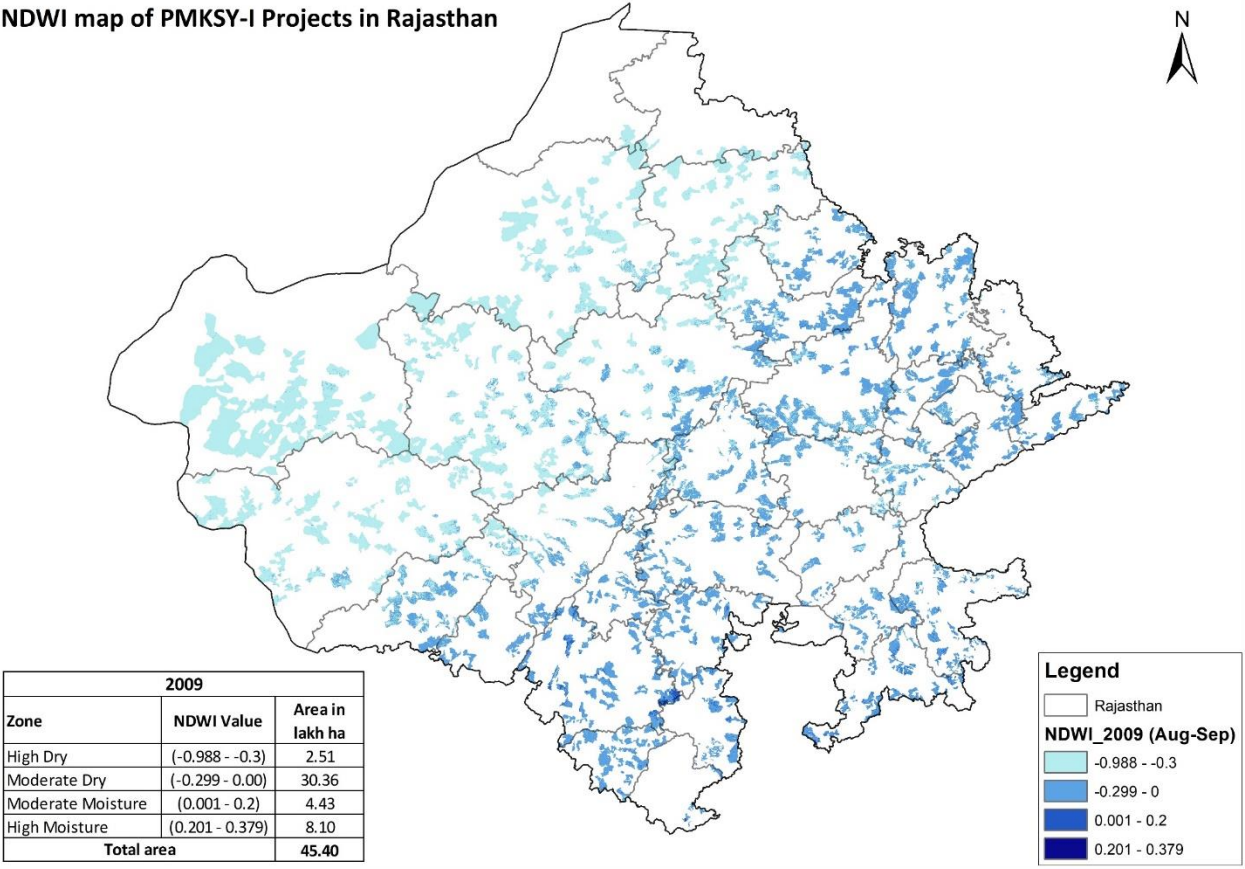 NDWI map of PMKSY-I Projects in Rajasthan
N
2009
Zone NDWI Value Area in lakh ha
High Dry (-0.988 - -0.3) 2.51
Moderate Dry (-0.299 - 0.00) 30.36
Moderate Moisture (0.001 - 0.2) 4.43
High Moisture (0.201 - 0.379) 8.10
Total area 45.40
Legend
Rajasthan
NDWI_2009 (Aug-Sep)
-0.988 - -0.3
-0.299 - 0
0.001 - 0.2
0.201 - 0.379